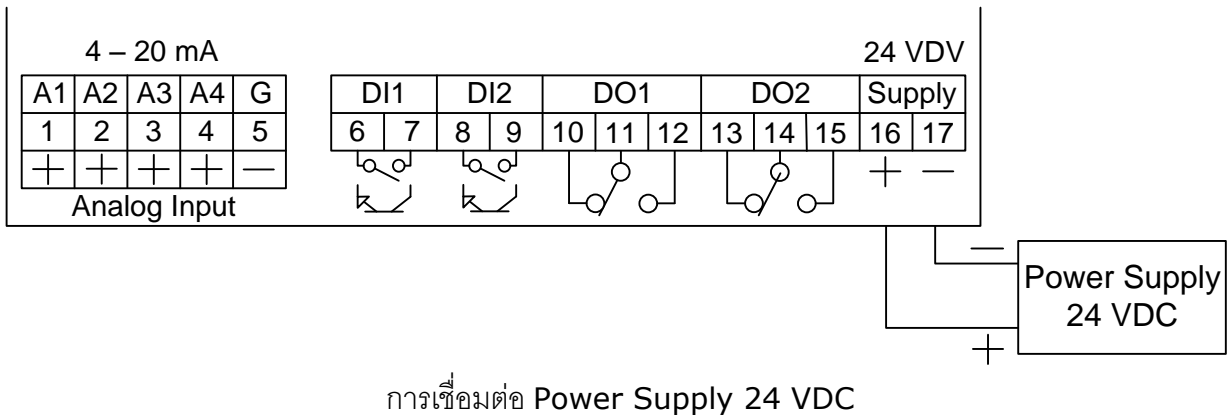 4 – 20 mA
24 VDV
A1 A2 A3 A4 G
DI1 DI2 DO1 DO2 Supply
1 2 3 4 5
6 7 8 9 10 11 12 13 14 15 16 17
+ + + + —
+ —
Analog Input
—
Power Supply
24 VDC
+
การเชื่อมต่อ Power Supply 24 VDC